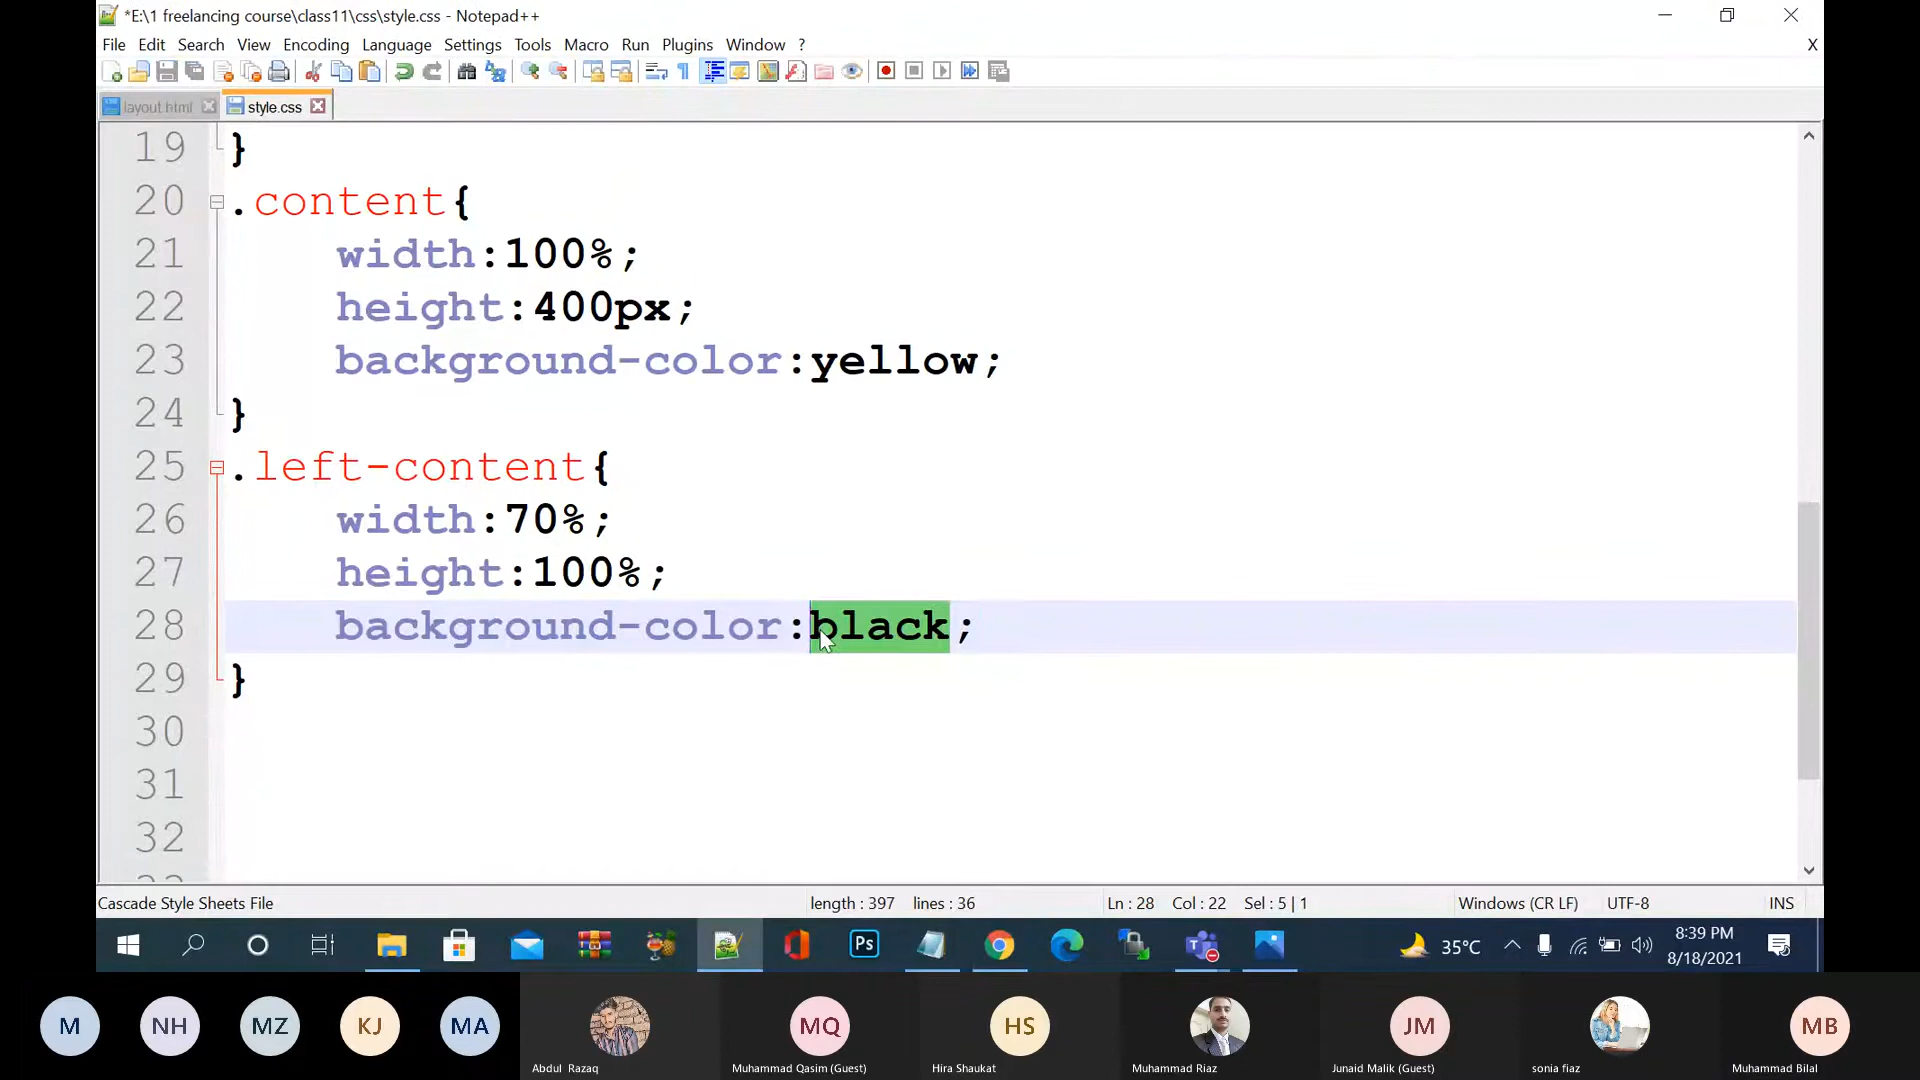 *E:\1 freelancing course\class11\css\style.css - Notepad++
File Edit Search View Encoding Language Settings Tools Macro Run Plugins Window ? X
layout.html style.css
19 }
20 .content{
21 width:100%;
22 height:400px;
23 background-color:yellow;
24 }
25 .left-content{
26 width:70%;
27 height:100%;
28 background-color:black;
29 }
30
31
32
Cascade Style Sheets File length : 397 lines : 36 Ln : 28 Col : 22 Sel : 5 | 1 Windows (CR LF) UTF-8 INS
Ps 35°C 8:39 PM
8/18/2021
M NH MZ KJ MA MQ HS JM MB
Abdul Razaq Muhammad Qasim (Guest) Hira Shaukat Muhammad Riaz Junaid Malik (Guest) sonia fiaz Muhammad Bilal